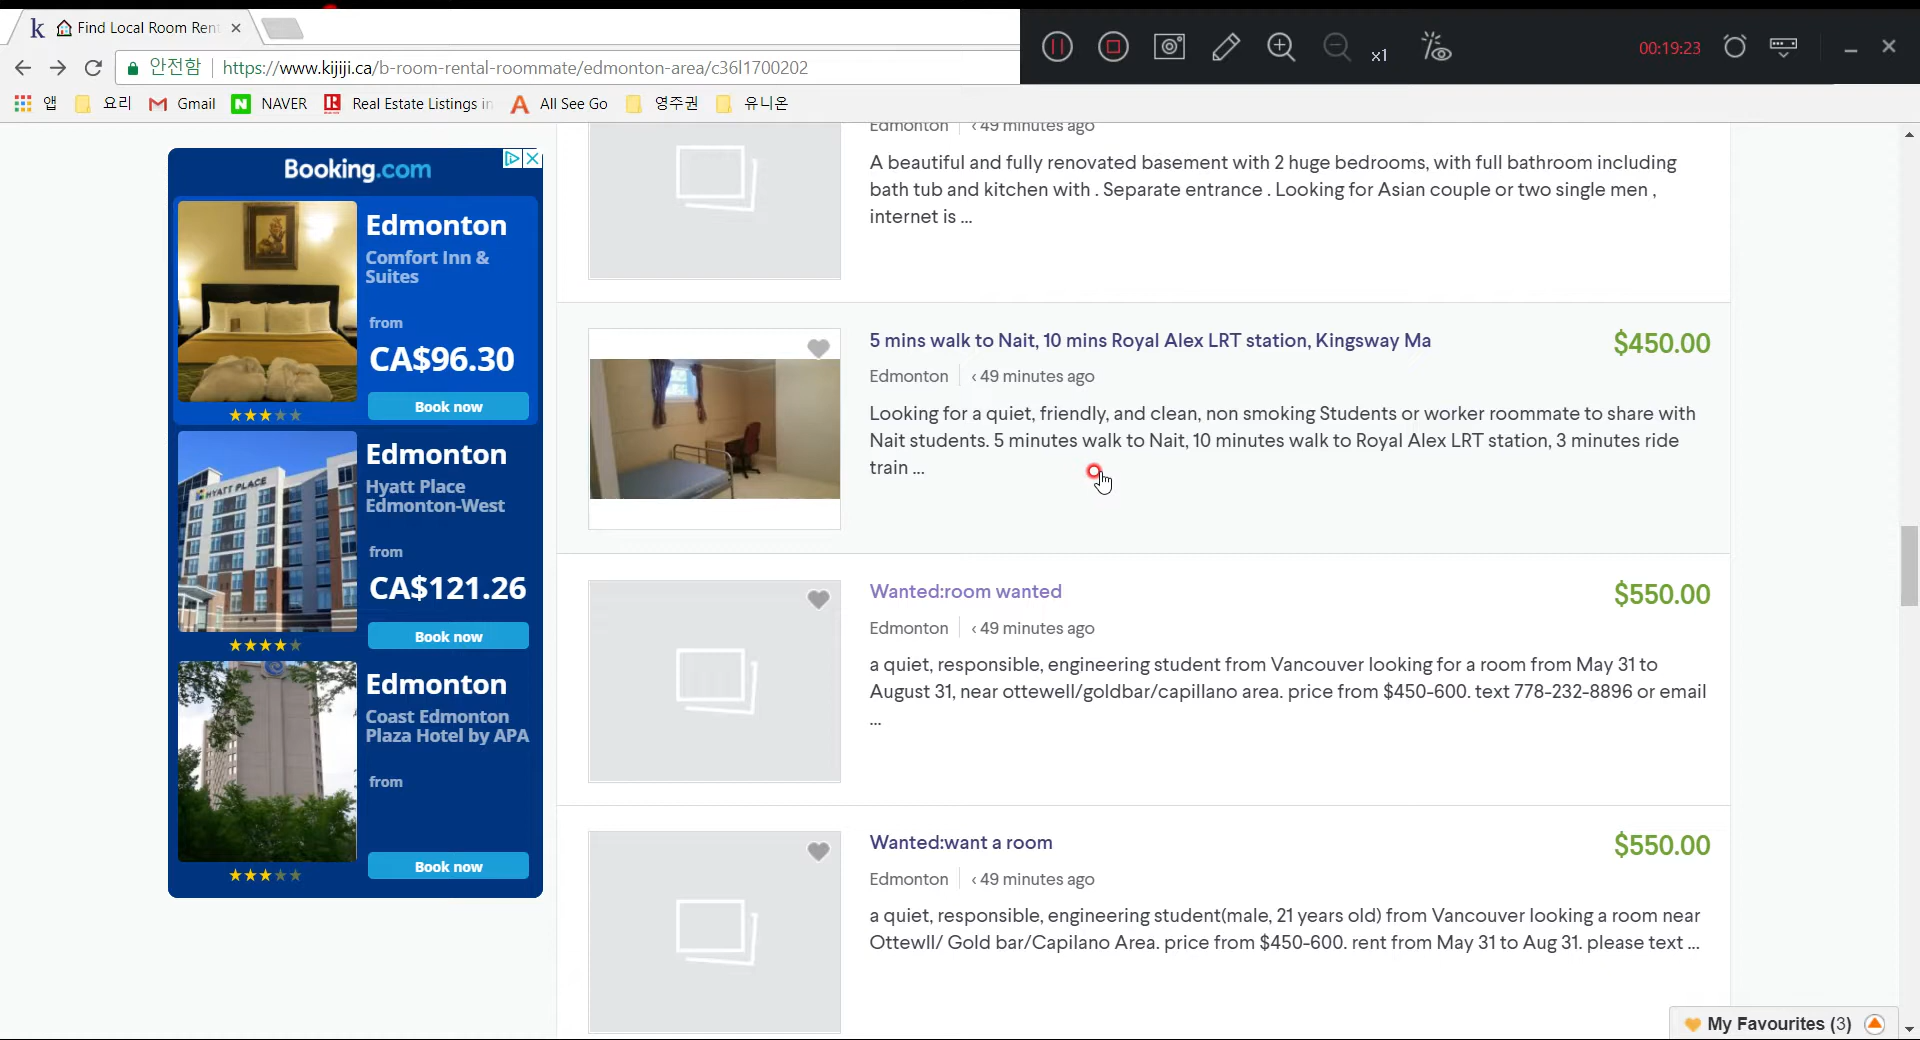 k Find Local Room Rent
x1
00:19:23
안전함 https://www.kijiji.ca/b-room-rental-roommate/edmonton-area/c36l1700202
앱 요리 Gmail NAVER Real Estate Listings in All See Go 영주권 유니온
Booking.com
Edmonton
Comfort Inn &
Suites
from
CA$96.30
Book now
Edmonton
Hyatt Place
Edmonton-West
HYATT PLACE
from
CA$121.26
Book now
Edmonton
Coast Edmonton
Plaza Hotel by APA
from
Book now
Edmonton < 49 minutes ago
A beautiful and fully renovated basement with 2 huge bedrooms, with full bathroom including
bath tub and kitchen with . Separate entrance . Looking for Asian couple or two single men ,
internet is ...
5 mins walk to Nait, 10 mins Royal Alex LRT station, Kingsway Ma $450.00
Edmonton < 49 minutes ago
Looking for a quiet, friendly, and clean, non smoking Students or worker roommate to share with
Nait students. 5 minutes walk to Nait, 10 minutes walk to Royal Alex LRT station, 3 minutes ride
train ...
Wanted:room wanted $550.00
Edmonton < 49 minutes ago
a quiet, responsible, engineering student from Vancouver looking for a room from May 31 to
August 31, near ottewell/goldbar/capillano area. price from $450-600. text 778-232-8896 or email
...
Wanted:want a room $550.00
Edmonton < 49 minutes ago
a quiet, responsible, engineering student(male, 21 years old) from Vancouver looking a room near
Ottewll/ Gold bar/Capilano Area. price from $450-600. rent from May 31 to Aug 31. please text ...
My Favourites (3)